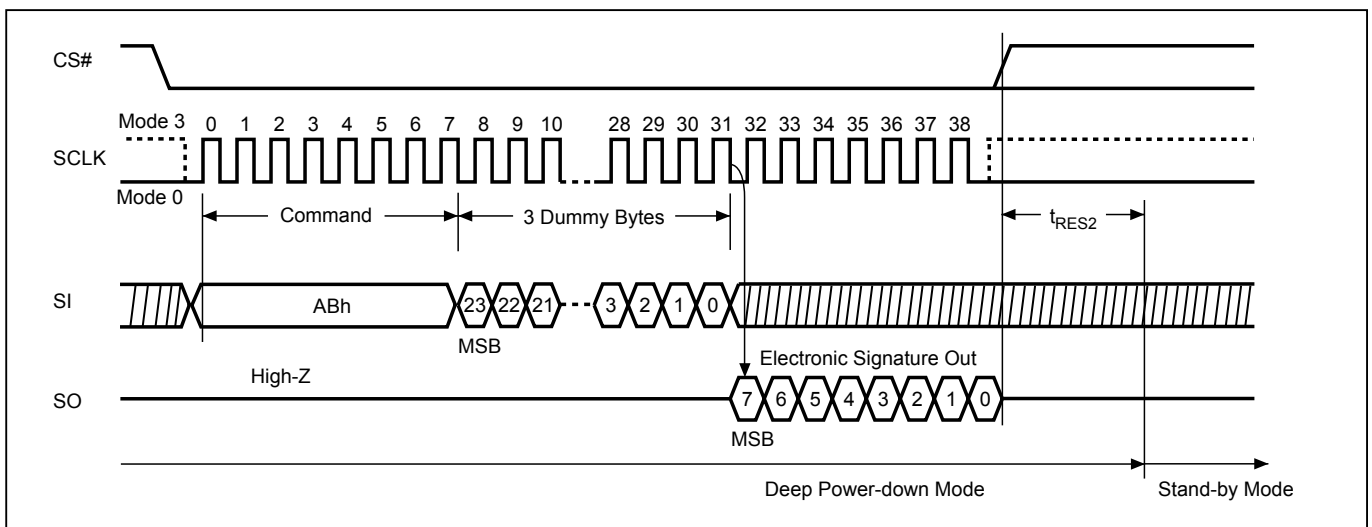 CS#
Mode 3 0 1 2 3 4 5 6 7 8 9 10 28 29 30 31 32 33 34 35 36 37 38
SCLK
Mode 0
Command 3 Dummy Bytes tRES2
SI ABh 23 22 21 3 2 1 0
MSB
Electronic Signature Out
High-Z
SO 7 6 5 4 3 2 1 0
MSB
Deep Power-down Mode Stand-by Mode